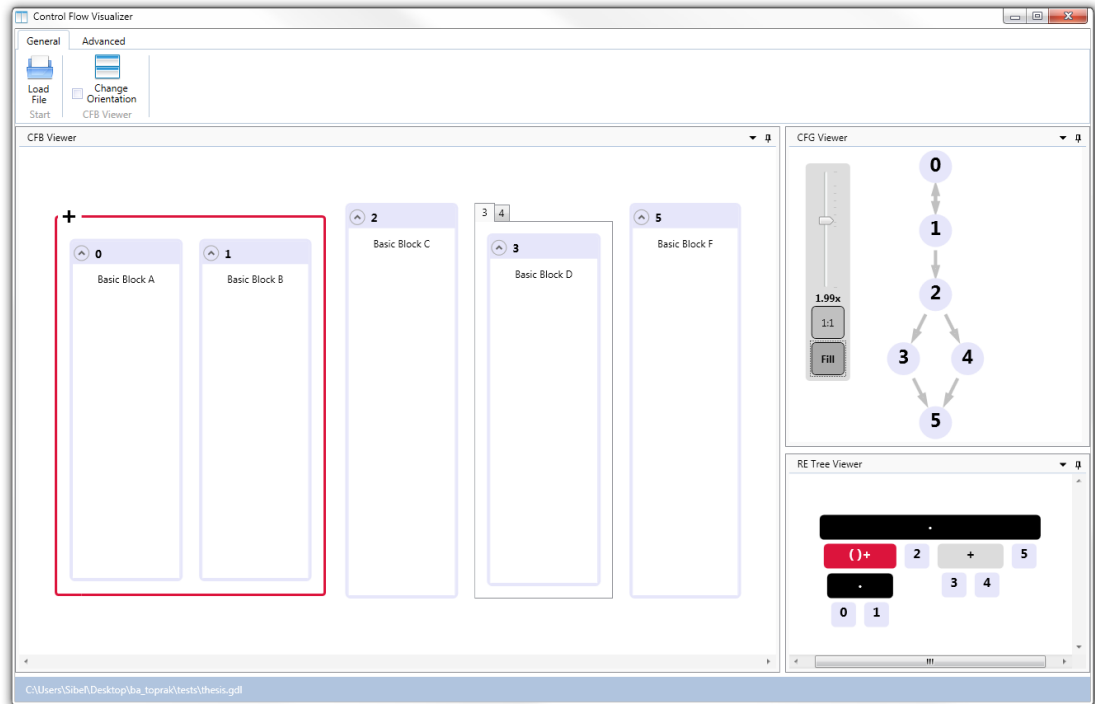 Control Flow Visualizer
General Advanced
Load
File
Change
Orientation
Start CFB Viewer
CFB Viewer
+
0
Basic Block A
1
Basic Block B
2
Basic Block C
3 4
3
Basic Block D
5
Basic Block F
CFG Viewer
1.99x
1:1
Fill
0
1
2
3 4
5
RE Tree Viewer
.
()+ 2 + 5
. 3 4
0 1
C:\Users\Sibel\Desktop\ba_toprak\tests\thesis.gdl